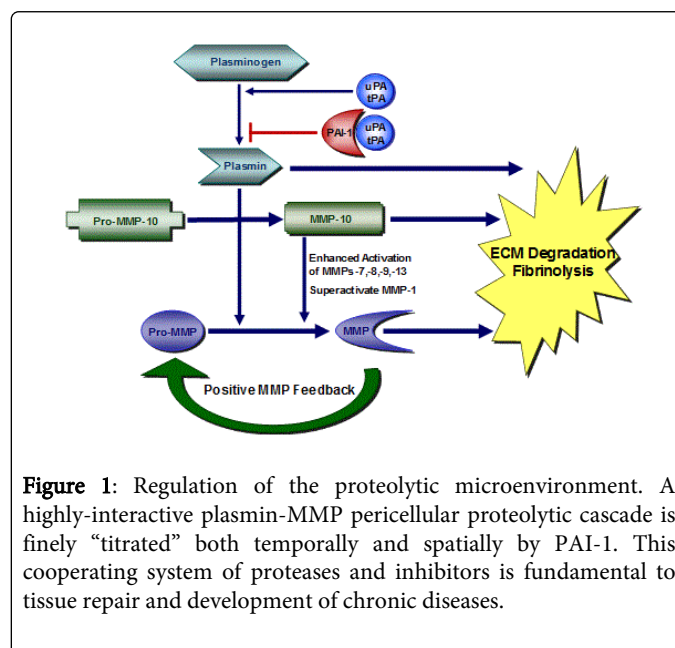 Plasminogen
uPA
tPA
PAI-1
uPA
tPA
Plasmin
Pro-MMP-10
MMP-10
ECM Degradation
Fibrinolysis
Enhanced Activation
of MMPs-7,-8,-9,-13
Superactivate MMP-1
Pro-MMP
MMP
Positive MMP Feedback
Figure 1: Regulation of the proteolytic microenvironment. A
highly-interactive plasmin-MMP pericellular proteolytic cascade is
finely “titrated” both temporally and spatially by PAI-1. This
cooperating system of proteases and inhibitors is fundamental to
tissue repair and development of chronic diseases.